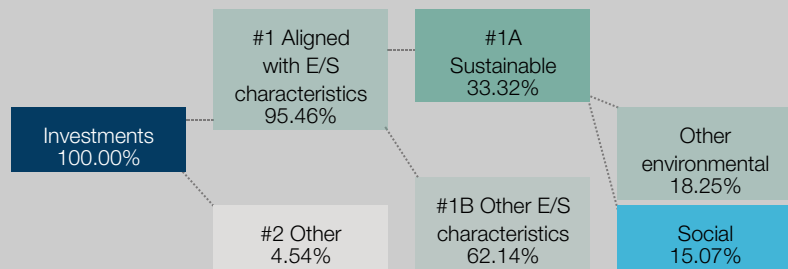 Investments
100.00%
#1 Aligned
with E/S
characteristics
95.46%
#2 Other
4.54%
#1A
Sustainable
33.32%
#1B Other E/S
characteristics
62.14%
Other
environmental
18.25%
Social
15.07%